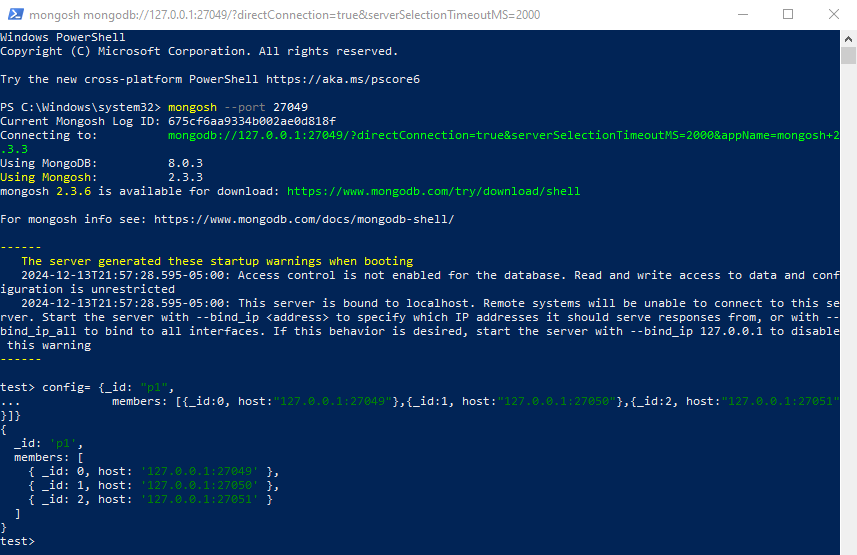 mongosh mongodb://127.0.0.1:27049/?directConnection=true&serverSelectionTimeoutMS=2000
Windows PowerShell
Copyright (C) Microsoft Corporation. All rights reserved.
Try the new cross-platform PowerShell https://aka.ms/pscore6
PS C:\Windows\system32> mongosh --port 27049
Current Mongosh Log ID: 675cf6aa9334b002ae0d818f
Connecting to:          mongodb://127.0.0.1:27049/?directConnection=true&serverSelectionTimeoutMS=2000&appName=mongosh+2
.3.3
Using MongoDB:          8.0.3
Using Mongosh:          2.3.3
mongosh 2.3.6 is available for download: https://www.mongodb.com/try/download/shell
For mongosh info see: https://www.mongodb.com/docs/mongodb-shell/
------
   The server generated these startup warnings when booting
   2024-12-13T21:57:28.595-05:00: Access control is not enabled for the database. Read and write access to data and conf
iguration is unrestricted
   2024-12-13T21:57:28.595-05:00: This server is bound to localhost. Remote systems will be unable to connect to this se
rver. Start the server with --bind_ip <address> to specify which IP addresses it should serve responses from, or with --
bind_ip_all to bind to all interfaces. If this behavior is desired, start the server with --bind_ip 127.0.0.1 to disable
 this warning
------
test> config= {_id: "p1",
...             members: [{_id:0, host:"127.0.0.1:27049"},{_id:1, host:"127.0.0.1:27050"},{_id:2, host:"127.0.0.1:27051"
}]}
{
  _id: 'p1',
  members: [
    { _id: 0, host: '127.0.0.1:27049' },
    { _id: 1, host: '127.0.0.1:27050' },
    { _id: 2, host: '127.0.0.1:27051' }
  ]
}
test>